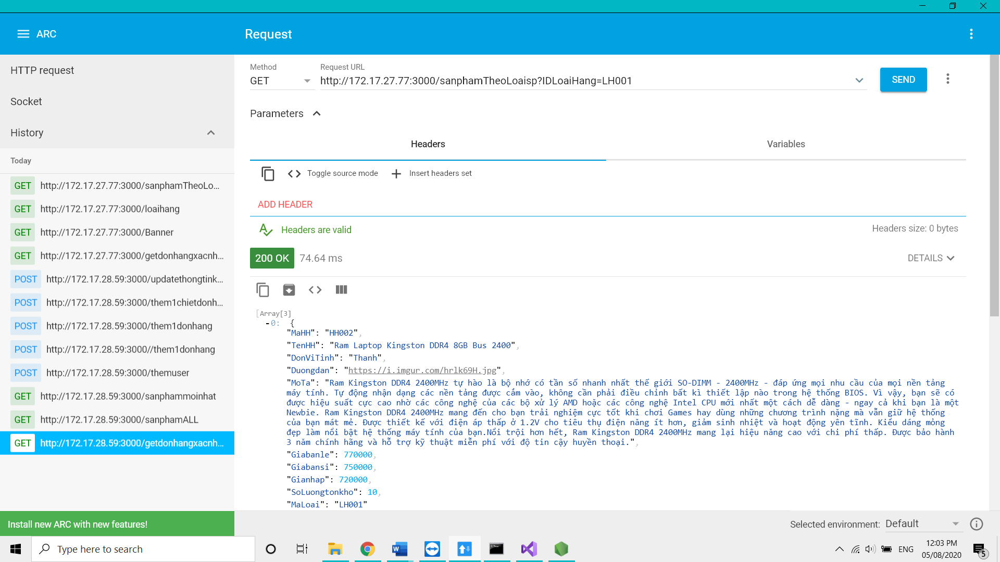 ARC
Request
HTTP request
Socket
History
Today
GET http://172.17.27.77:3000/sanphamTheoLo...
GET http://172.17.27.77:3000/loaihang
GET http://172.17.27.77:3000/Banner
GET http://172.17.27.77:3000/getdonhangxacnh...
POST http://172.17.28.59:3000/updatethongtink...
POST http://172.17.28.59:3000/them1chietdonh...
POST http://172.17.28.59:3000/them1donhang
POST http://172.17.28.59:3000//them1donhang
POST http://172.17.28.59:3000/themuser
GET http://172.17.28.59:3000/sanphammoinhat
GET http://172.17.28.59:3000/sanphamALL
GET http://172.17.28.59:3000/getdonhangxacnh...
Install new ARC with new features!
Method
GET
Request URL
http://172.17.27.77:3000/sanphamTheoLoaisp?IDLoaiHang=LH001
SEND
Parameters
Headers
Variables
Toggle source mode
Insert headers set
ADD HEADER
Headers are valid
Headers size: 0 bytes
200 OK 74.64 ms
DETAILS
[Array[3]
-0: {
"MaHH": "HH002",
"TenHH": "Ram Laptop Kingston DDR4 8GB Bus 2400",
"DonViTinh": "Thanh",
"Duongdan": "https://i.imgur.com/hrlk69H.jpg",
"MoTa": "Ram Kingston DDR4 2400MHz tự hào là bộ nhớ có tần số nhanh nhất thế giới SO-DIMM - 2400MHz - đáp ứng mọi nhu cầu của mọi nền tảng
máy tính. Tự động nhận dạng các nền tảng được cắm vào, không cần phải điều chỉnh bất kì thiết lập nào trong hệ thống BIOS. Vì vậy, bạn sẽ có
được hiệu suất cực cao nhờ các công nghệ của các bộ xử lý AMD hoặc các công nghệ Intel CPU mới nhất một cách dễ dàng - ngay cả khi bạn là một
Newbie. Ram Kingston DDR4 2400MHz mang đến cho bạn trải nghiệm cực tốt khi chơi Games hay dùng những chương trình nặng mà vẫn giữ hệ thống
của bạn mát mẻ. Được thiết kế với điện áp thấp ở 1.2V cho tiêu thụ điện năng ít hơn, giảm sinh nhiệt và hoạt động yên tĩnh. Kiểu dáng mỏng
đẹp làm nổi bật hệ thống máy tính của bạn.Nổi trội hơn hết, Ram Kingston DDR4 2400MHz mang lại hiệu năng cao với chi phí thấp. Được bảo hành
3 năm chính hãng và hỗ trợ kỹ thuật miễn phí với độ tin cậy huyền thoại.",
"Giabanle": 770000,
"Giabansi": 750000,
"Gianhap": 720000,
"SoLuongtonkho": 10,
"MaLoai": "LH001"
Selected environment: Default
Type here to search
ENG
12:03 PM
05/08/2020
5